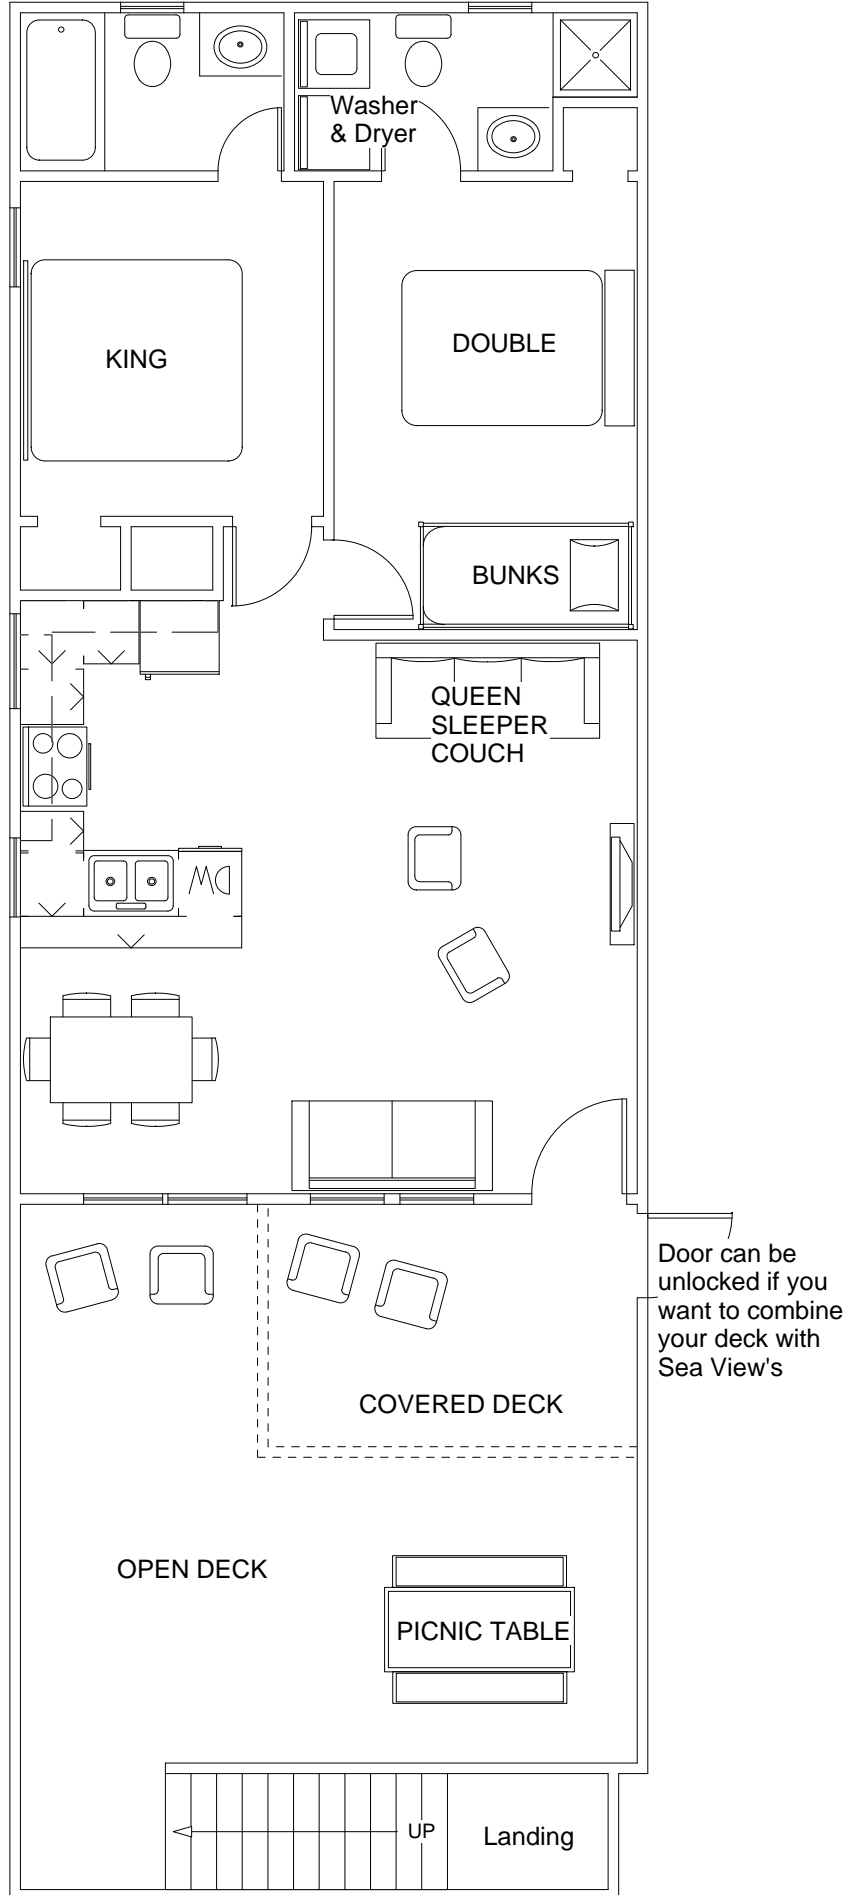 Washer
& Dryer
KING
DOUBLE
BUNKS
QUEEN
SLEEPER
COUCH
DW
Door can be
unlocked if you
want to combine
your deck with
Sea View's
COVERED DECK
OPEN DECK
PICNIC TABLE
UP
Landing